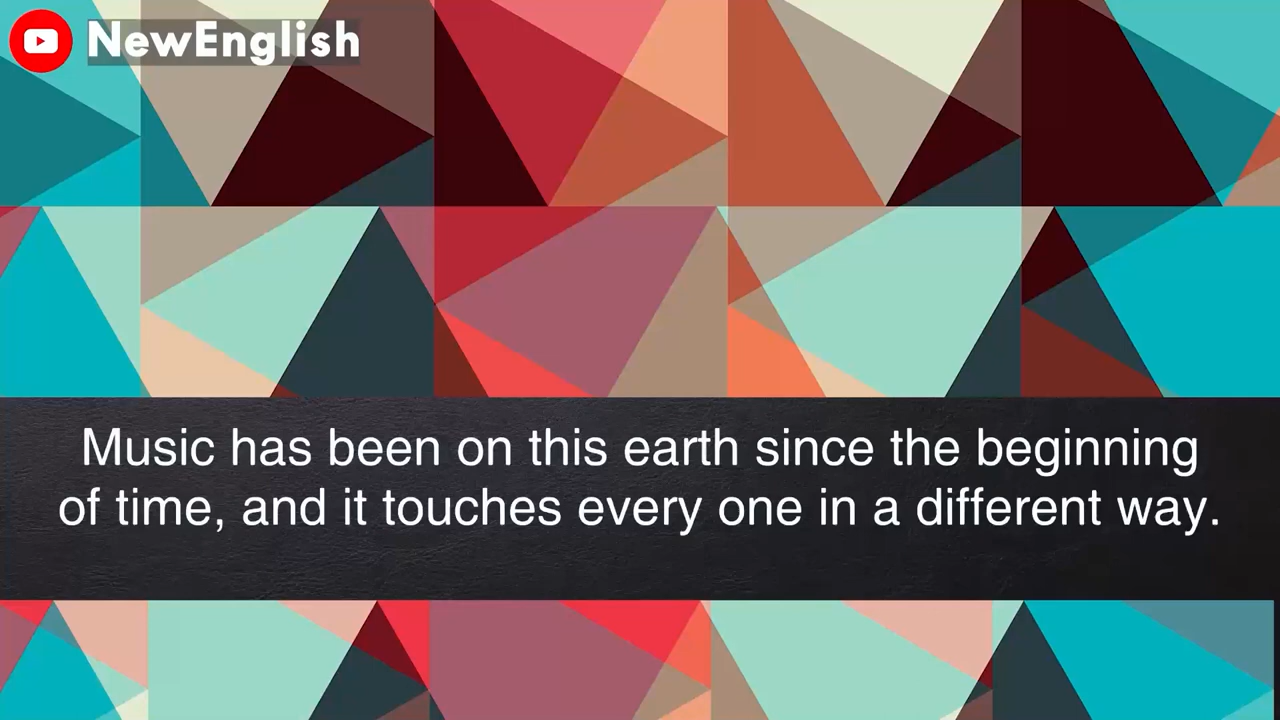 NewEnglish
Music has been on this earth since the beginning
of time, and it touches every one in a different way.